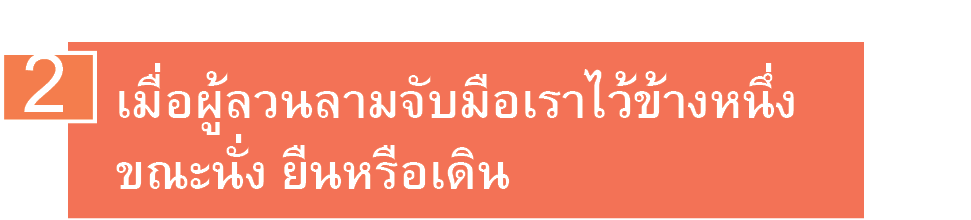 2
เมื่อผู้ลวนลามจับมือเราไว้ข้างหนึ่ง
ขณะนั่ง ยืนหรือเดิน